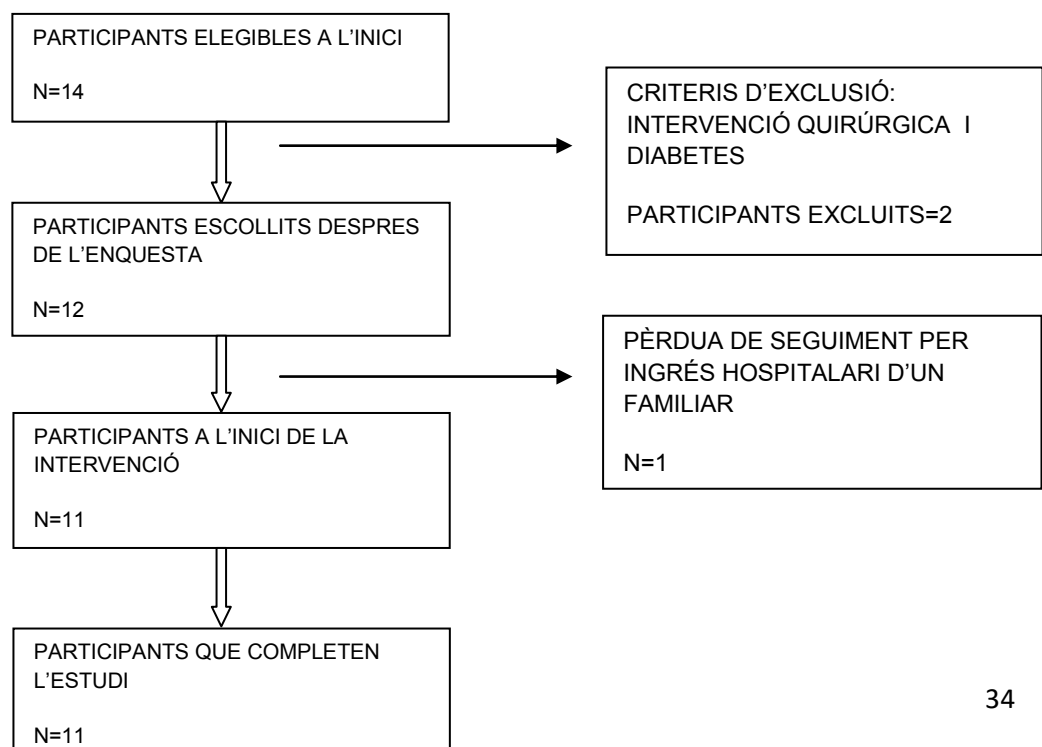 PARTICIPANTS ELEGIBLES A L'INICI
N=14
CRITERIS D'EXCLUSIÓ:
INTERVENCIÓ QUIRÚRGICA I
DIABETES
PARTICIPANTS EXCLUITS=2
PARTICIPANTS ESCOLLITS DESPRES
DE L'ENQUESTA
N=12
PÈRDUA DE SEGUIMENT PER
INGRÉS HOSPITALARI D'UN
FAMILIAR
N=1
PARTICIPANTS A L'INICI DE LA
INTERVENCIÓ
N=11
PARTICIPANTS QUE COMPLETEN
L'ESTUDI
N=11
34